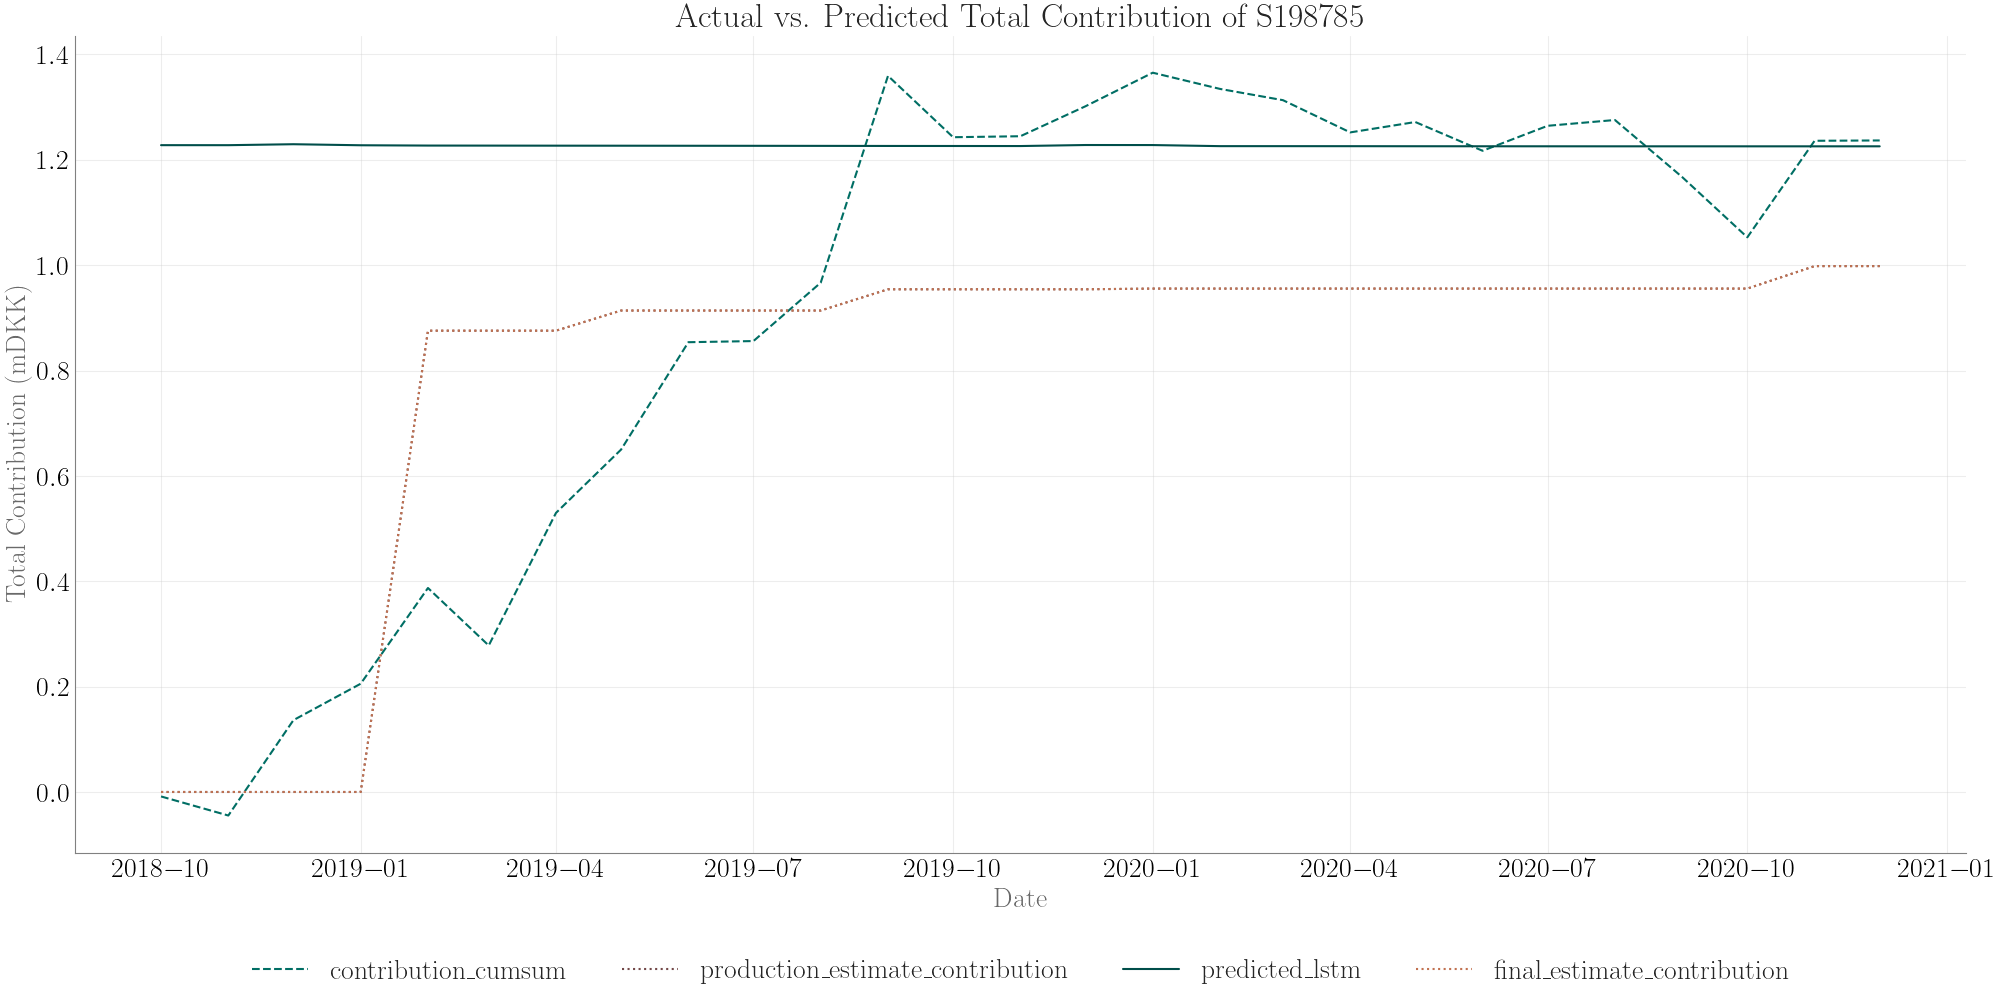 Actual vs. Predicted Total Contribution of S198785
Total Contribution (mDKK)
1.4
1.2
1.0
0.8
0.6
0.4
0.2
0.0
2018−10 2019−01 2019−04 2019−07 2019−10 2020−01 2020−04 2020−07 2020−10 2021−01
Date
contribution_cumsum production_estimate_contribution predicted_lstm final_estimate_contribution